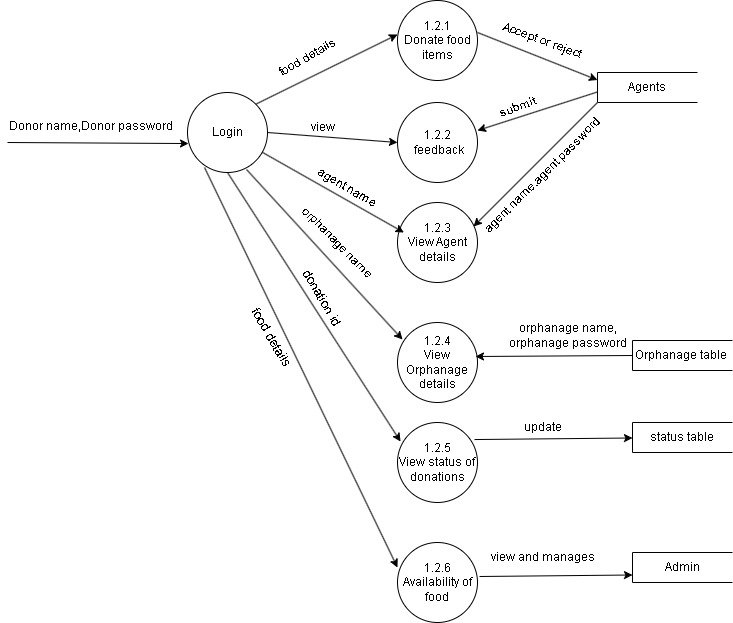 1.2.1
Donate food
items
food details
Accept or reject
Agents
Donor name,Donor password
Login
view
submit
1.2.2
feedback
agent name
agent name,agent password
1.2.3
View Agent
details
orphanage name
donation id
food details
1.2.4
View
Orphanage
details
orphanage name,
orphanage password
Orphanage table
1.2.5
View status of
donations
update
status table
1.2.6
Availability of
food
view and manages
Admin